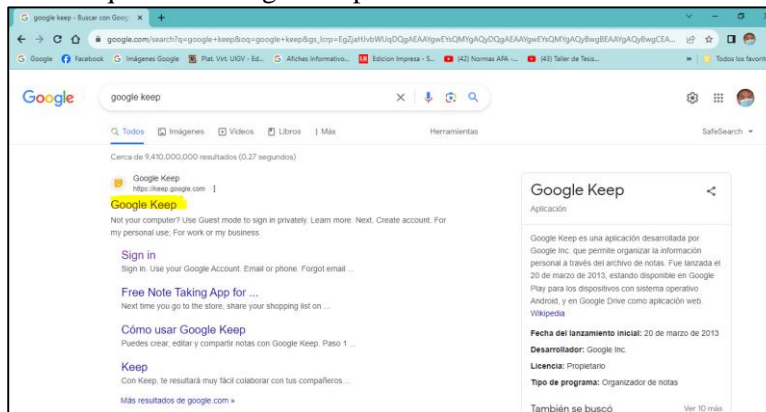 google keep - Buscar con Goog
google.com/search?q=google+keep&oq=google+keep&gs_lcrp=EgZjaHJvbWUqDQgAEAAYgwEYsQMYgAQyDQgAEAAYgwEYsQMYgAQyBwgBEAAYgAQyBwgCEA...
Google Facebook Imágenes Google Plat. Virt. UIGV - Ed... Afiches Informativo... Edicion Impresa - S... (42) Normas APA -... (43) Taller de Tesis... Todos los favorit
Google google keep
Todos Imágenes Videos Libros Más Herramientas SafeSearch
Cerca de 9,410,000,000 resultados (0.27 segundos)
Google Keep
https://keep.google.com
Google Keep
Not your computer? Use Guest mode to sign in privately. Learn more. Next. Create account. For
my personal use; For work or my business.
Sign in
Sign in. Use your Google Account. Email or phone. Forgot email ...
Free Note Taking App for ...
Next time you go to the store, share your shopping list on ...
Cómo usar Google Keep
Puedes crear, editar y compartir notas con Google Keep. Paso 1 ...
Keep
Con Keep, te resultará muy fácil colaborar con tus compañeros ...
Más resultados de google.com »
Google Keep
Aplicación
Google Keep es una aplicación desarrollada por
Google Inc. que permite organizar la información
personal a través del archivo de notas. Fue lanzada el
20 de marzo de 2013, estando disponible en Google
Play para los dispositivos con sistema operativo
Android, y en Google Drive como aplicación web.
Wikipedia
Fecha del lanzamiento inicial: 20 de marzo de 2013
Desarrollador: Google Inc.
Licencia: Propietario
Tipo de programa: Organizador de notas
También se buscó Ver 10 más